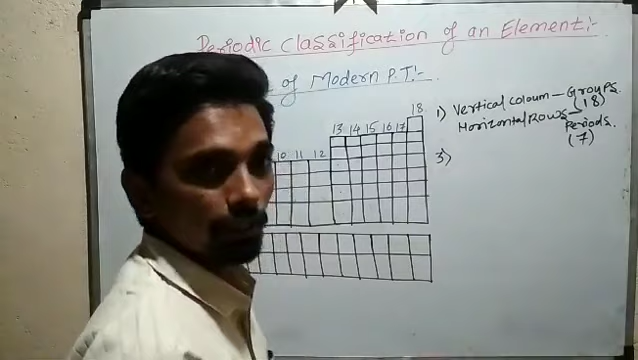 Periodic Classification of an Element:-
of Modern P.T:-
1) Vertical coloum - Groups.
(18)
Horizontal Rows -
Periods.
(7)
3)
18
13 14 15 16 17
10 11 12